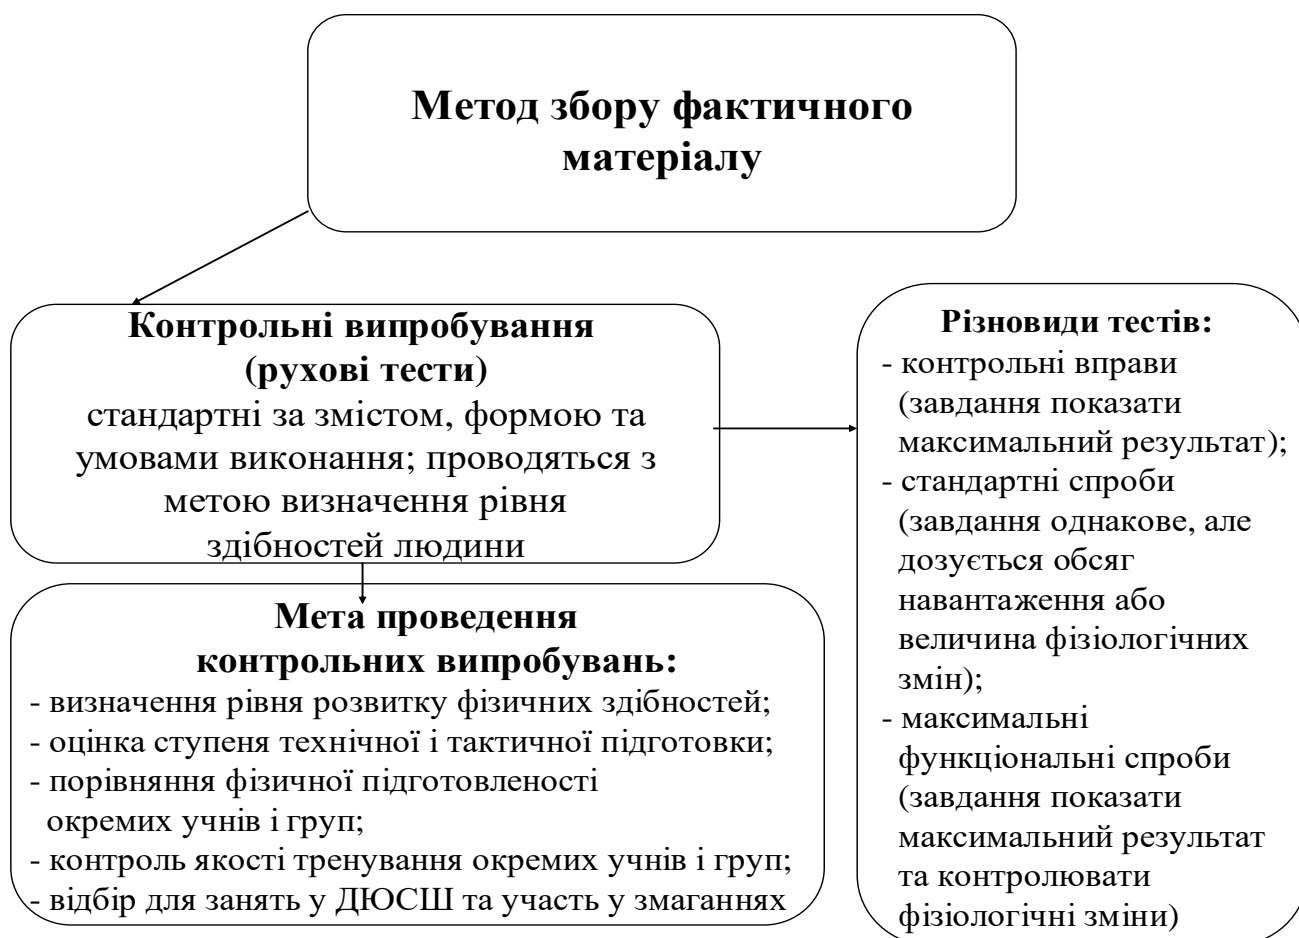 Метод збору фактичного
матеріалу
Контрольні випробування
(рухові тести)
стандартні за змістом, формою та
умовами виконання; проводяться з
метою визначення рівня
здібностей людини
Мета проведення
контрольних випробувань:
- визначення рівня розвитку фізичних здібностей;
- оцінка ступеня технічної і тактичної підготовки;
- порівняння фізичної підготовленості
окремих учнів і груп;
- контроль якості тренування окремих учнів і груп;
- відбір для занять у ДЮСШ та участь у змаганнях
Різновиди тестів:
- контрольні вправи
(завдання показати
максимальний результат);
- стандартні спроби
(завдання однакове, але
дозується обсяг
навантаження або
величина фізіологічних
змін);
- максимальні
функціональні спроби
(завдання показати
максимальний результат
та контролювати
фізіологічні зміни)